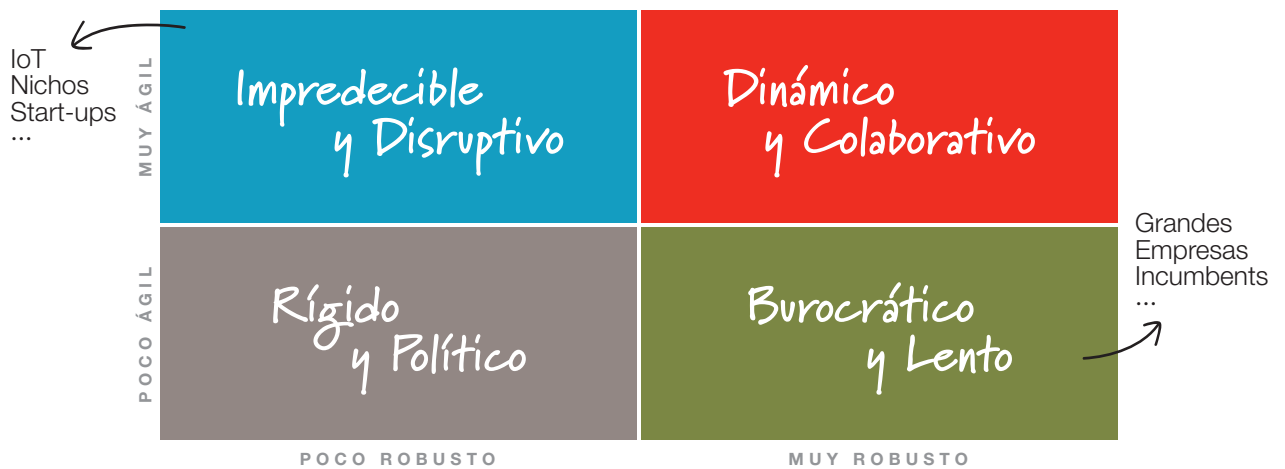 IoT
Nichos
Start-ups
...
MUY ÁGIL
Impredecible
y Disruptivo
Dinámico
y Colaborativo
POCO ÁGIL
Rígido
y Político
Burocrático
y Lento
Grandes
Empresas
Incumbents
...
POCO ROBUSTO
MUY ROBUSTO